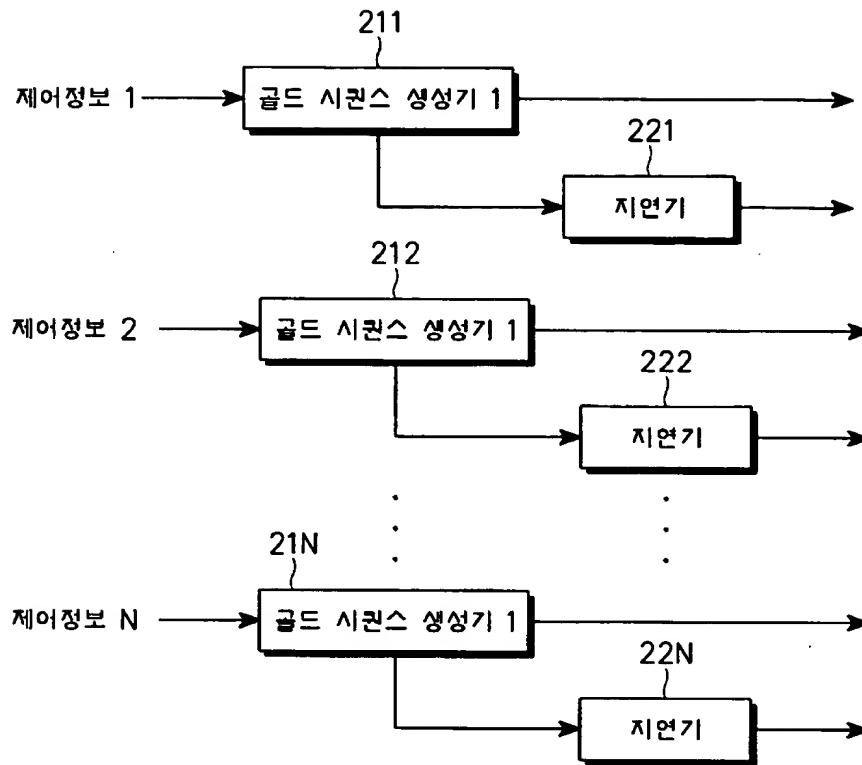 211
제어정보 1
골드 시퀀스 생성기 1
221
지연기
212
제어정보 2
골드 시퀀스 생성기 1
222
지연기
21N
제어정보 N
골드 시퀀스 생성기 1
22N
지연기